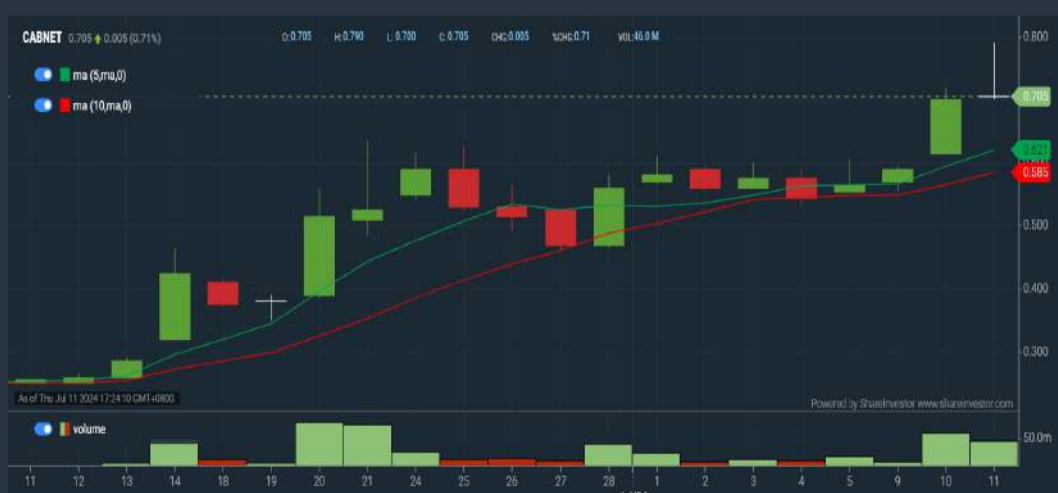 CABNET 0.705 0.005 (0.71%) O:0.705 H:0.790 L: 0.700 C: 0.705 CHG:0.005 %CHG:0.71 VOL:46.0 M
0.800
ma (5,ma,0)
ma (10,ma,0)
0.705
0.621
0.585
0.500
0.400
0.300
As of Thu Jul 11 2024 17:24:10 GMT+0800
Powered by ShareInvestor www.shareinvestor.com
volume
50.0m
11 12 13 14 18 19 20 21 24 25 26 27 28 1 2 3 4 5 9 10 11